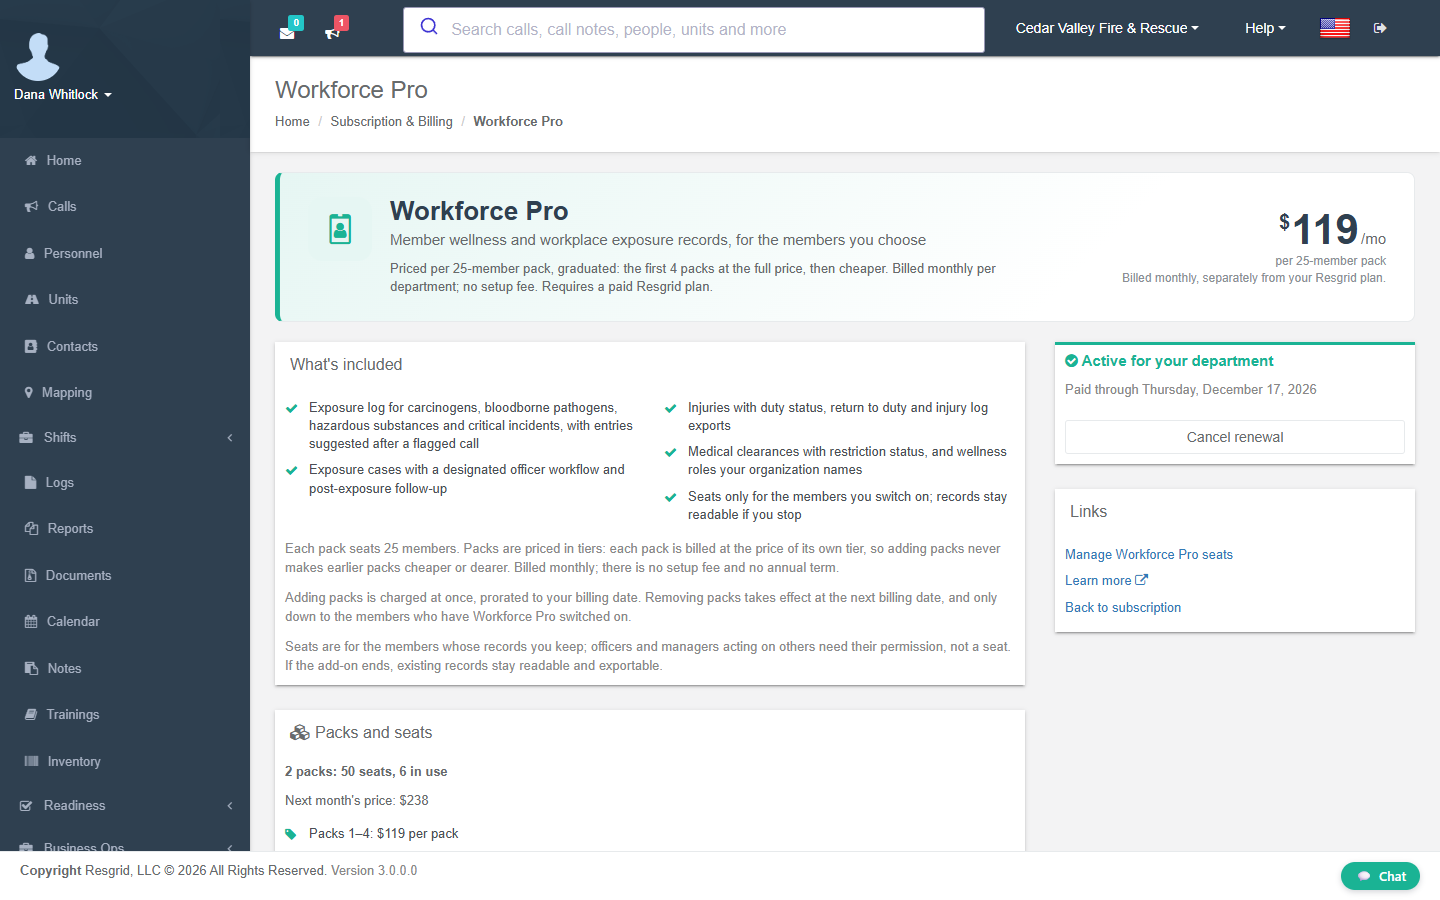 Dana Whitlock
Home
Calls
Personnel
Units
Contacts
Mapping
Shifts
Logs
Reports
Documents
Calendar
Notes
Trainings
Inventory
Readiness
Business Ops
0
1
Search calls, call notes, people, units and more
Cedar Valley Fire & Rescue
Help
Workforce Pro
Home / Subscription & Billing / Workforce Pro
Workforce Pro
Member wellness and workplace exposure records, for the members you choose
Priced per 25-member pack, graduated: the first 4 packs at the full price, then cheaper. Billed monthly per
department; no setup fee. Requires a paid Resgrid plan.
$119/mo
per 25-member pack
Billed monthly, separately from your Resgrid plan.
What's included
Exposure log for carcinogens, bloodborne pathogens,
hazardous substances and critical incidents, with entries
suggested after a flagged call
Exposure cases with a designated officer workflow and
post-exposure follow-up
Injuries with duty status, return to duty and injury log
exports
Medical clearances with restriction status, and wellness
roles your organization names
Seats only for the members you switch on; records stay
readable if you stop
Each pack seats 25 members. Packs are priced in tiers: each pack is billed at the price of its own tier, so adding packs never
makes earlier packs cheaper or dearer. Billed monthly; there is no setup fee and no annual term.
Adding packs is charged at once, prorated to your billing date. Removing packs takes effect at the next billing date, and only
down to the members who have Workforce Pro switched on.
Seats are for the members whose records you keep; officers and managers acting on others need their permission, not a seat.
If the add-on ends, existing records stay readable and exportable.
Packs and seats
2 packs: 50 seats, 6 in use
Next month's price: $238
Packs 1–4: $119 per pack
Active for your department
Paid through Thursday, December 17, 2026
Cancel renewal
Links
Manage Workforce Pro seats
Learn more
Back to subscription
Copyright Resgrid, LLC © 2026 All Rights Reserved. Version 3.0.0.0
Chat